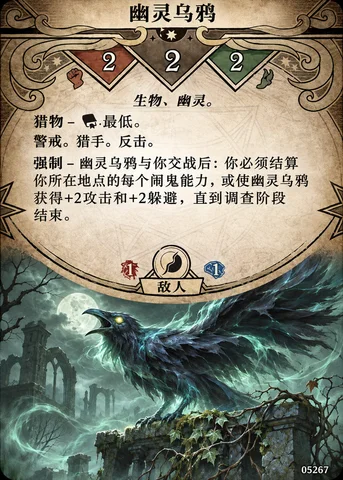 幽灵乌鸦
2 2 2
生物、幽灵。
猎物 – 最低。
警戒。猎手。反击。
强制 – 幽灵乌鸦与你交战后：你必须结算
你所在地点的每个闹鬼能力，或使幽灵乌鸦
获得+2攻击和+2躲避，直到调查阶段
结束。
1 1
敌人
05267